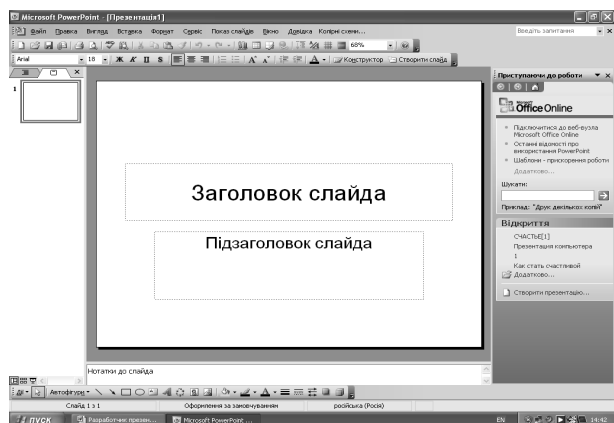 Microsoft PowerPoint - [Презентація1]
Файл Правка Вигляд Вставка Формат Сервіс Показ слайдів Вікно Довідка Колірні схеми...
Введіть запитання
68%
Arial 18 Ж К П S Конструктор Створити слайд
1
Заголовок слайда
Підзаголовок слайда
Нотатки до слайда
Приступаючи до роботи
Microsoft Office Online
Підключитися до веб-вузла
Microsoft Office Online
Останні відомості про
використання PowerPoint
Шаблони - прискорення роботи
Додатково...
Шукати:
Приклад: "Друк декількох копій"
Відкриття
СЧАСТЬЕ[1]
Презентация компьютера
1
Как стать счастливой
Додатково...
Створити презентацію...
Автофігури
Слайд 1 з 1 Оформлення за замовчуванням російська (Росія)
пуск Разработчик презен... Microsoft PowerPoint ... EN 14:42